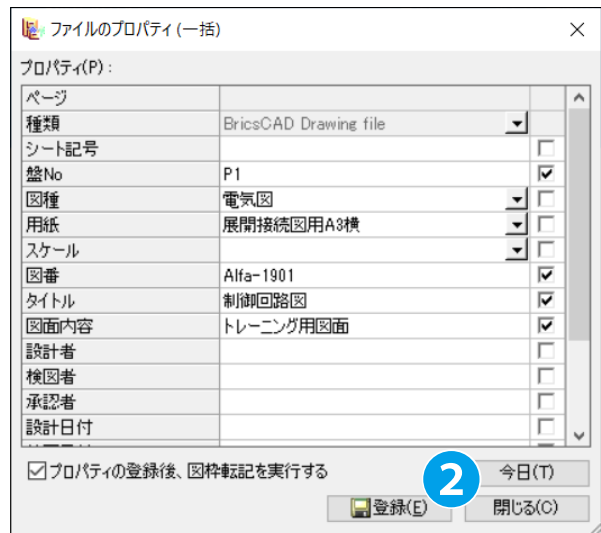 ファイルのプロパティ(一括)
プロパティ(P):
ページ
種類 BricsCAD Drawing file
シート記号
盤No P1
図種 電気図
用紙 展開接続図用A3横
スケール
図番 Alfa-1901
タイトル 制御回路図
図面内容 トレーニング用図面
設計者
検図者
承認者
設計日付
プロパティの登録後、図枠転記を実行する
2
今日(T)
登録(E) 閉じる(C)